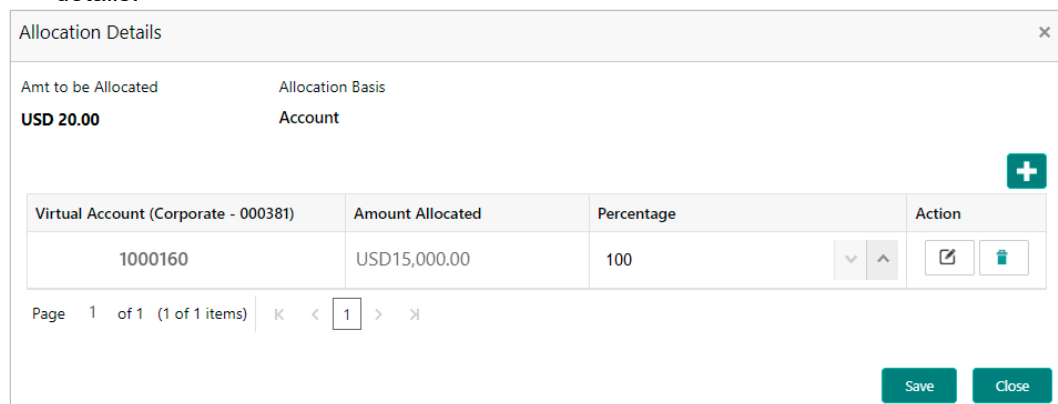 details.
Allocation Details ×
Amt to be Allocated Allocation Basis
USD 20.00 Account
Virtual Account (Corporate - 000381) Amount Allocated Percentage Action
1000160 USD15,000.00 100
Page 1 of 1 (1 of 1 items) K < 1 > >|
Save Close